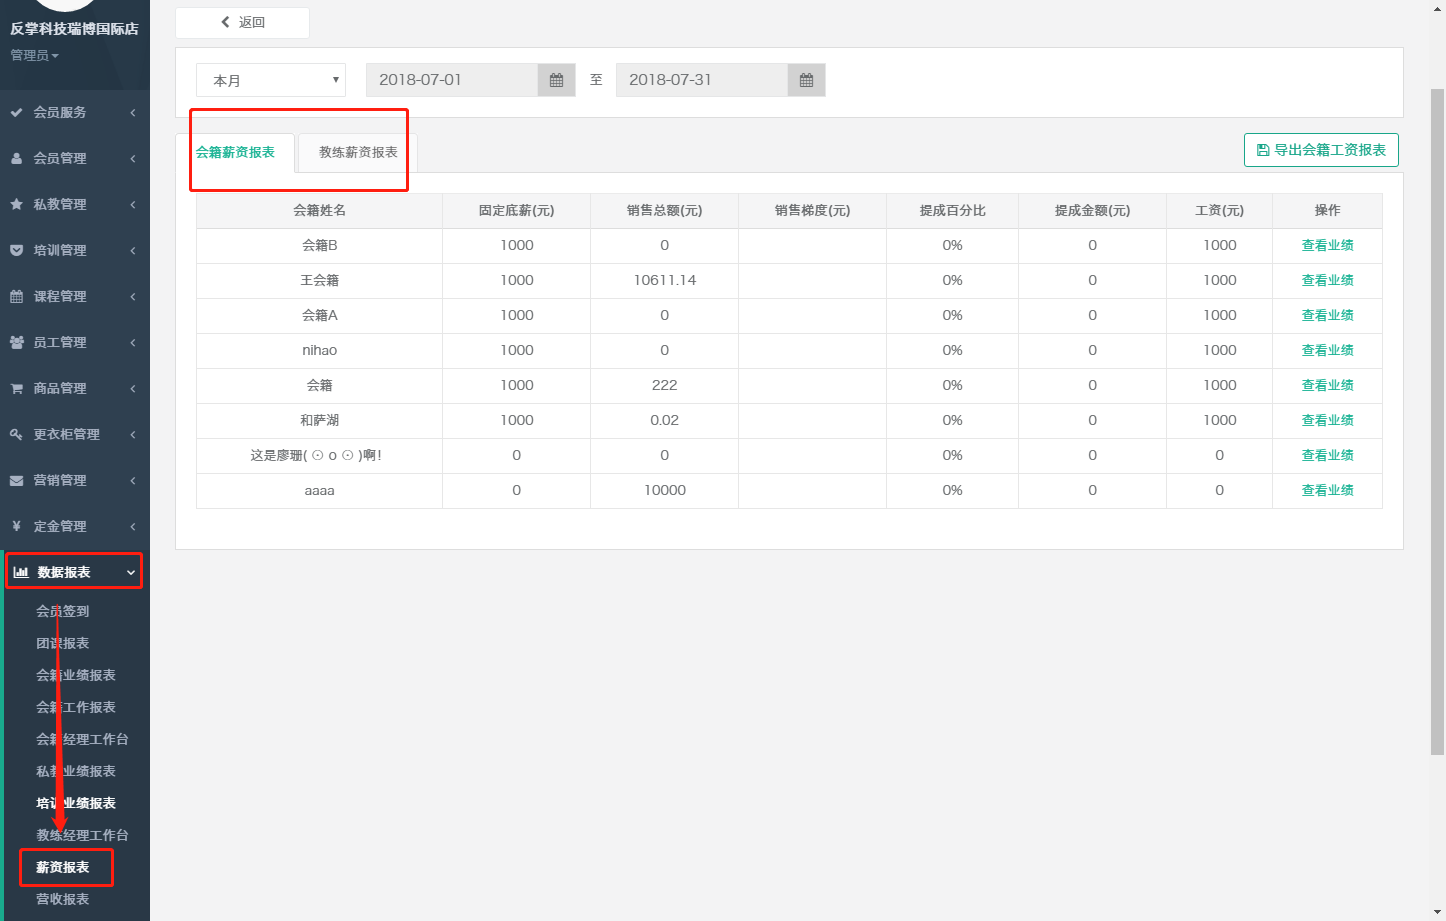 反掌科技瑞博国际店
管理员
会员服务
会员管理
私教管理
培训管理
课程管理
员工管理
商品管理
更衣柜管理
营销管理
¥ 定金管理
数据报表
会员签到
团课报表
会籍业绩报表
会籍工作报表
会籍经理工作台
私教业绩报表
培训业绩报表
教练经理工作台
薪资报表
营收报表
返回
本月 2018-07-01 至 2018-07-31
会籍薪资报表 教练薪资报表 导出会籍工资报表
会籍姓名 固定底薪(元) 销售总额(元) 销售梯度(元) 提成百分比 提成金额(元) 工资(元) 操作
会籍B 1000 0 0% 0 1000 查看业绩
王会籍 1000 10611.14 0% 0 1000 查看业绩
会籍A 1000 0 0% 0 1000 查看业绩
nihao 1000 0 0% 0 1000 查看业绩
会籍 1000 222 0% 0 1000 查看业绩
和萨湖 1000 0.02 0% 0 1000 查看业绩
这是廖珊( ⊙ o ⊙ )啊! 0 0 0% 0 0 查看业绩
aaaa 0 10000 0% 0 0 查看业绩